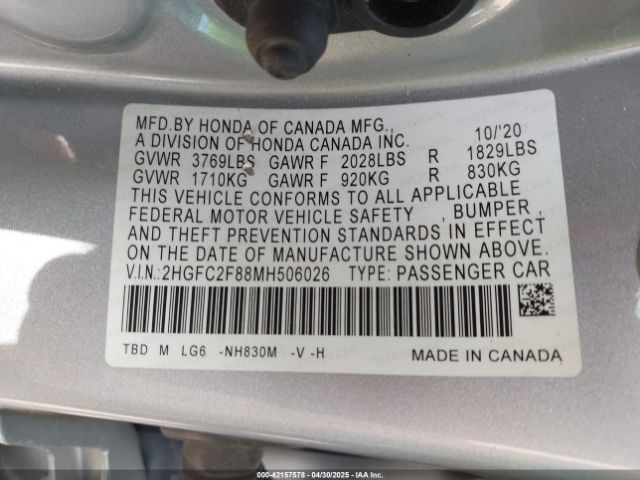 MFD.BY HONDA OF CANADA MFG.,
A DIVISION OF HONDA CANADA INC. 10/'20
GVWR 3769LBS GAWR F 2028LBS R 1829LBS
GVWR 1710KG GAWR F 920KG R 830KG
THIS VEHICLE CONFORMS TO ALL APPLICABLE
FEDERAL MOTOR VEHICLE SAFETY , BUMPER ,
AND THEFT PREVENTION STANDARDS IN EFFECT
ON THE DATE OF MANUFACTURE SHOWN ABOVE.
V.I.N.:2HGFC2F88MH506026 TYPE: PASSENGER CAR
TBD M LG6 -NH830M -V -H MADE IN CANADA
000-42157578 - 04/30/2025 - IAAI.COM